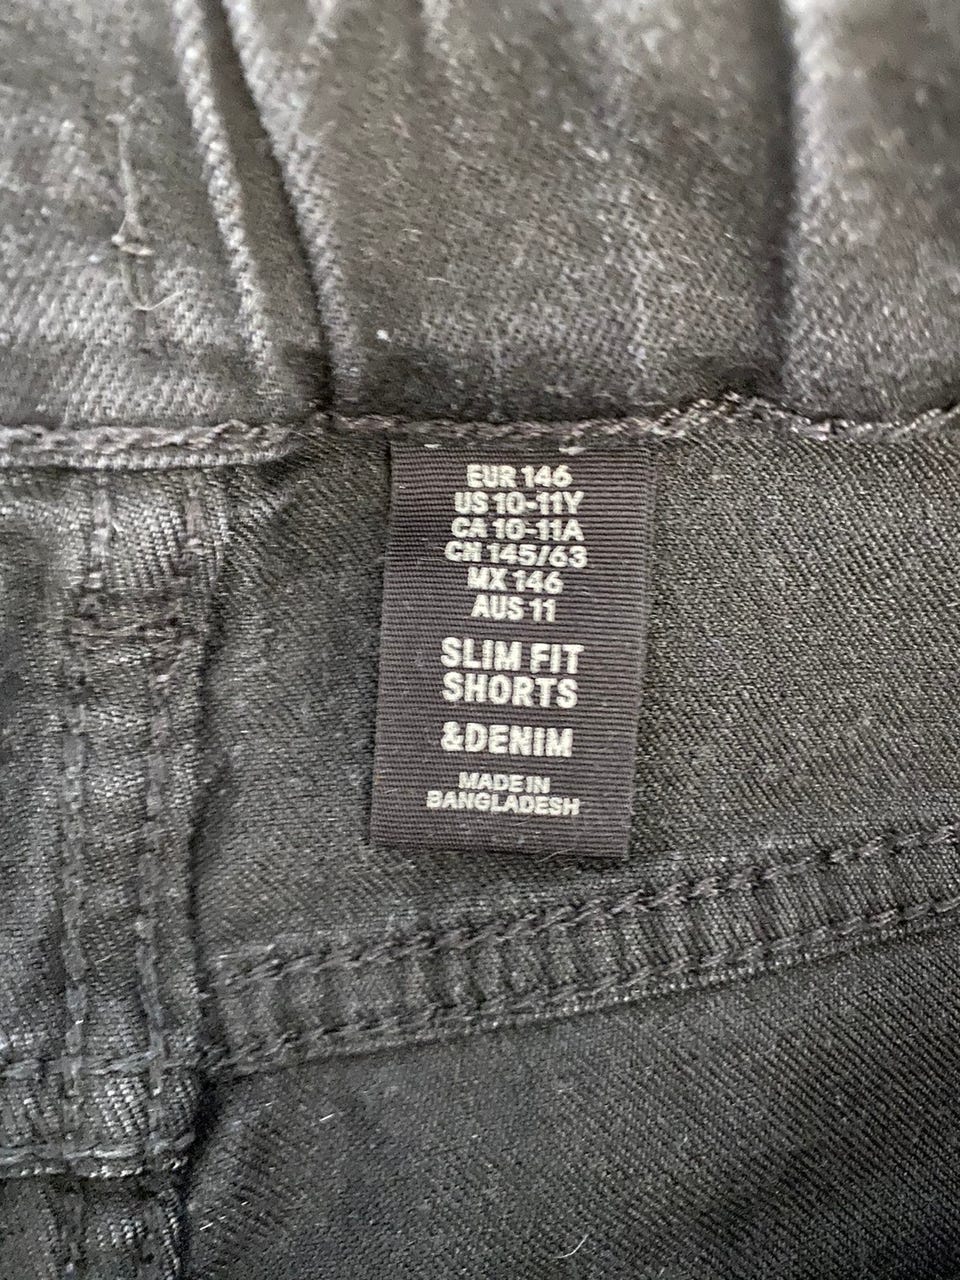 EUR 146
US 10-11Y
CA 10-11A
CN 145/63
MX 146
AUS 11
SLIM FIT
SHORTS
&DENIM
MADE IN
BANGLADESH